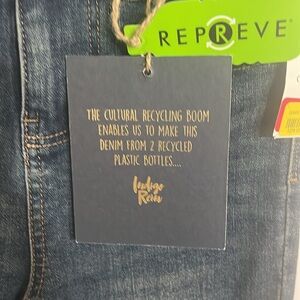 REPREVE
THE CULTURAL RECYCLING BOOM
ENABLES US TO MAKE THIS
DENIM FROM 2 RECYCLED
PLASTIC BOTTLES....
Indigo
Rein